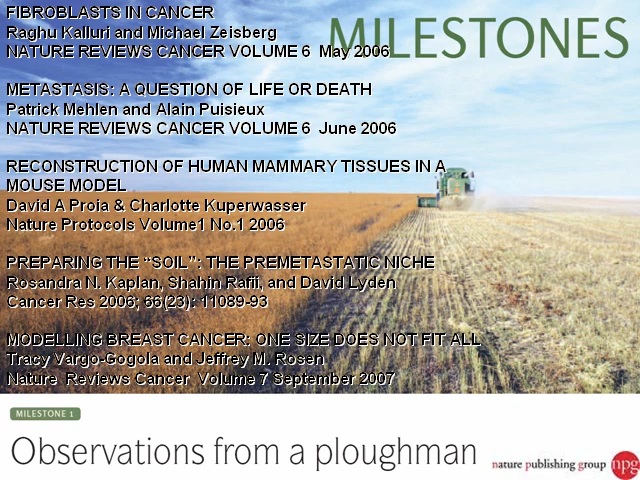 MILESTONES
FIBROBLASTS IN CANCER
Raghu Kalluri and Michael Zeisberg
NATURE REVIEWS CANCER VOLUME 6 May 2006
METASTASIS: A QUESTION OF LIFE OR DEATH
Patrick Mehlen and Alain Puisieux
NATURE REVIEWS CANCER VOLUME 6 June 2006
RECONSTRUCTION OF HUMAN MAMMARY TISSUES IN A
MOUSE MODEL
David A Proia & Charlotte Kuperwasser
Nature Protocols Volume1 No.1 2006
PREPARING THE “SOIL”: THE PREMETASTATIC NICHE
Rosandra N. Kaplan, Shahin Rafii, and David Lyden
Cancer Res 2006; 66(23): 11089-93
MODELLING BREAST CANCER: ONE SIZE DOES NOT FIT ALL
Tracy Vargo-Gogola and Jeffrey M. Rosen
Nature Reviews Cancer Volume 7 September 2007
MILESTONE 1
Observations from a ploughman
nature publishing group npg